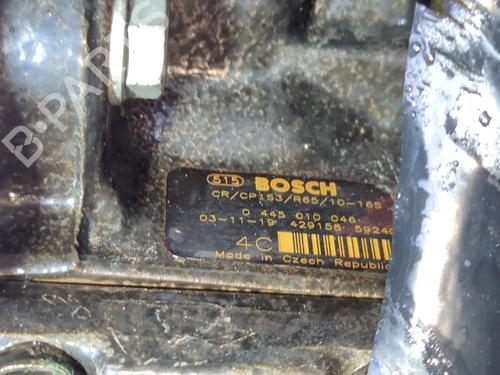 515 BOSCH
CR/CP1S3/R65/10-16S
0 445 010 046
03-11-19 429158 59240
4C
Made in Czech Republic
B-PARTS